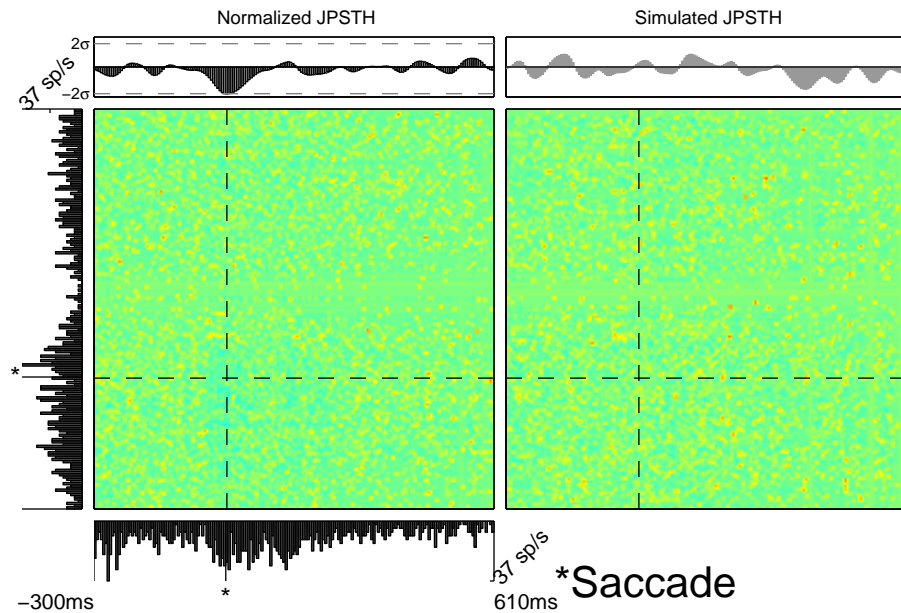 Normalized JPSTH
Simulated JPSTH
2σ
−2σ
37 sp/s
*
*
37 sp/s
*Saccade
−300ms
610ms